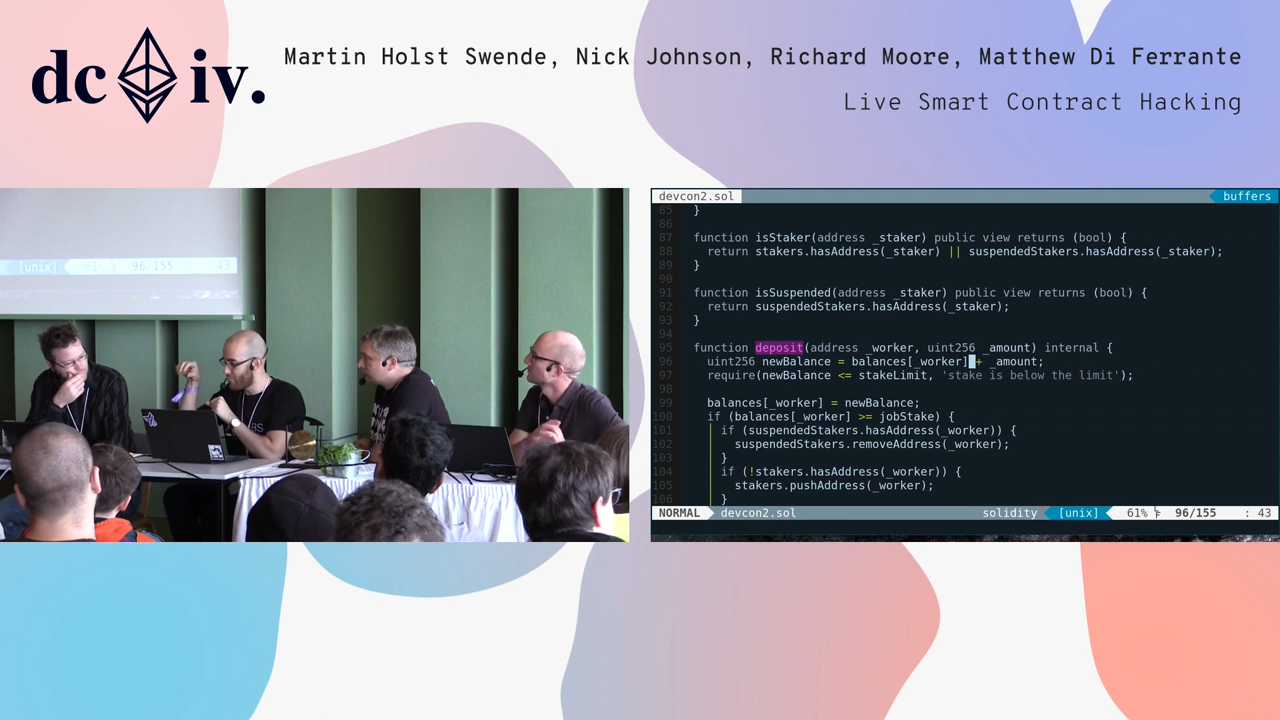 dc iv.
Martin Holst Swende, Nick Johnson, Richard Moore, Matthew Di Ferrante
Live Smart Contract Hacking
[unix] 61% 96/155 43
devcon2.sol buffers
85 }
86
87 function isStaker(address _staker) public view returns (bool) {
88 return stakers.hasAddress(_staker) || suspendedStakers.hasAddress(_staker);
89 }
90
91 function isSuspended(address _staker) public view returns (bool) {
92 return suspendedStakers.hasAddress(_staker);
93 }
94
95 function deposit(address _worker, uint256 _amount) internal {
96 uint256 newBalance = balances[_worker] + _amount;
97 require(newBalance <= stakeLimit, 'stake is below the limit');
98
99 balances[_worker] = newBalance;
100 if (balances[_worker] >= jobStake) {
101 if (suspendedStakers.hasAddress(_worker)) {
102 suspendedStakers.removeAddress(_worker);
103 }
104 if (!stakers.hasAddress(_worker)) {
105 stakers.pushAddress(_worker);
106 }
NORMAL devcon2.sol solidity [unix] 61% 96/155 : 43